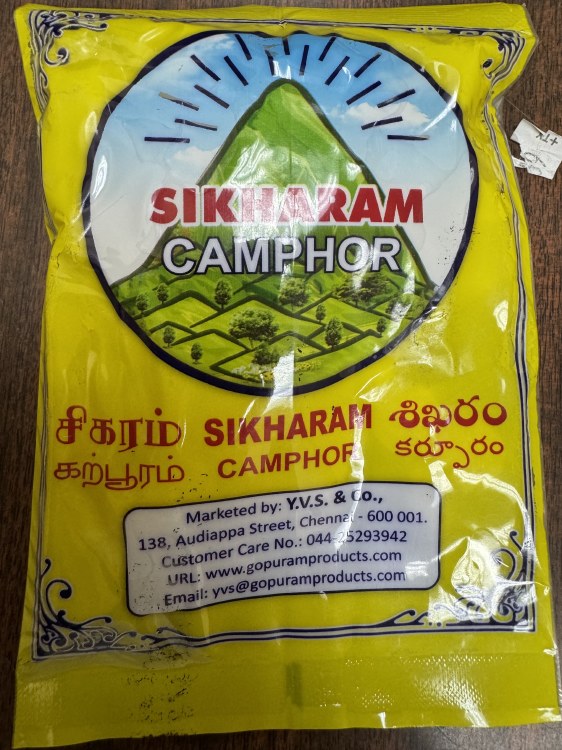 SIKHARAM
CAMPHOR
சிகரம் SIKHARAM శిఖరం
கற்பூரம் CAMPHOR కర్పూరం
Marketed by: Y.V.S. & Co.,
138, Audiappa Street, Chennai - 600 001.
Customer Care No.: 044-25293942
URL: www.gopuramproducts.com
Email: yvs@gopuramproducts.com